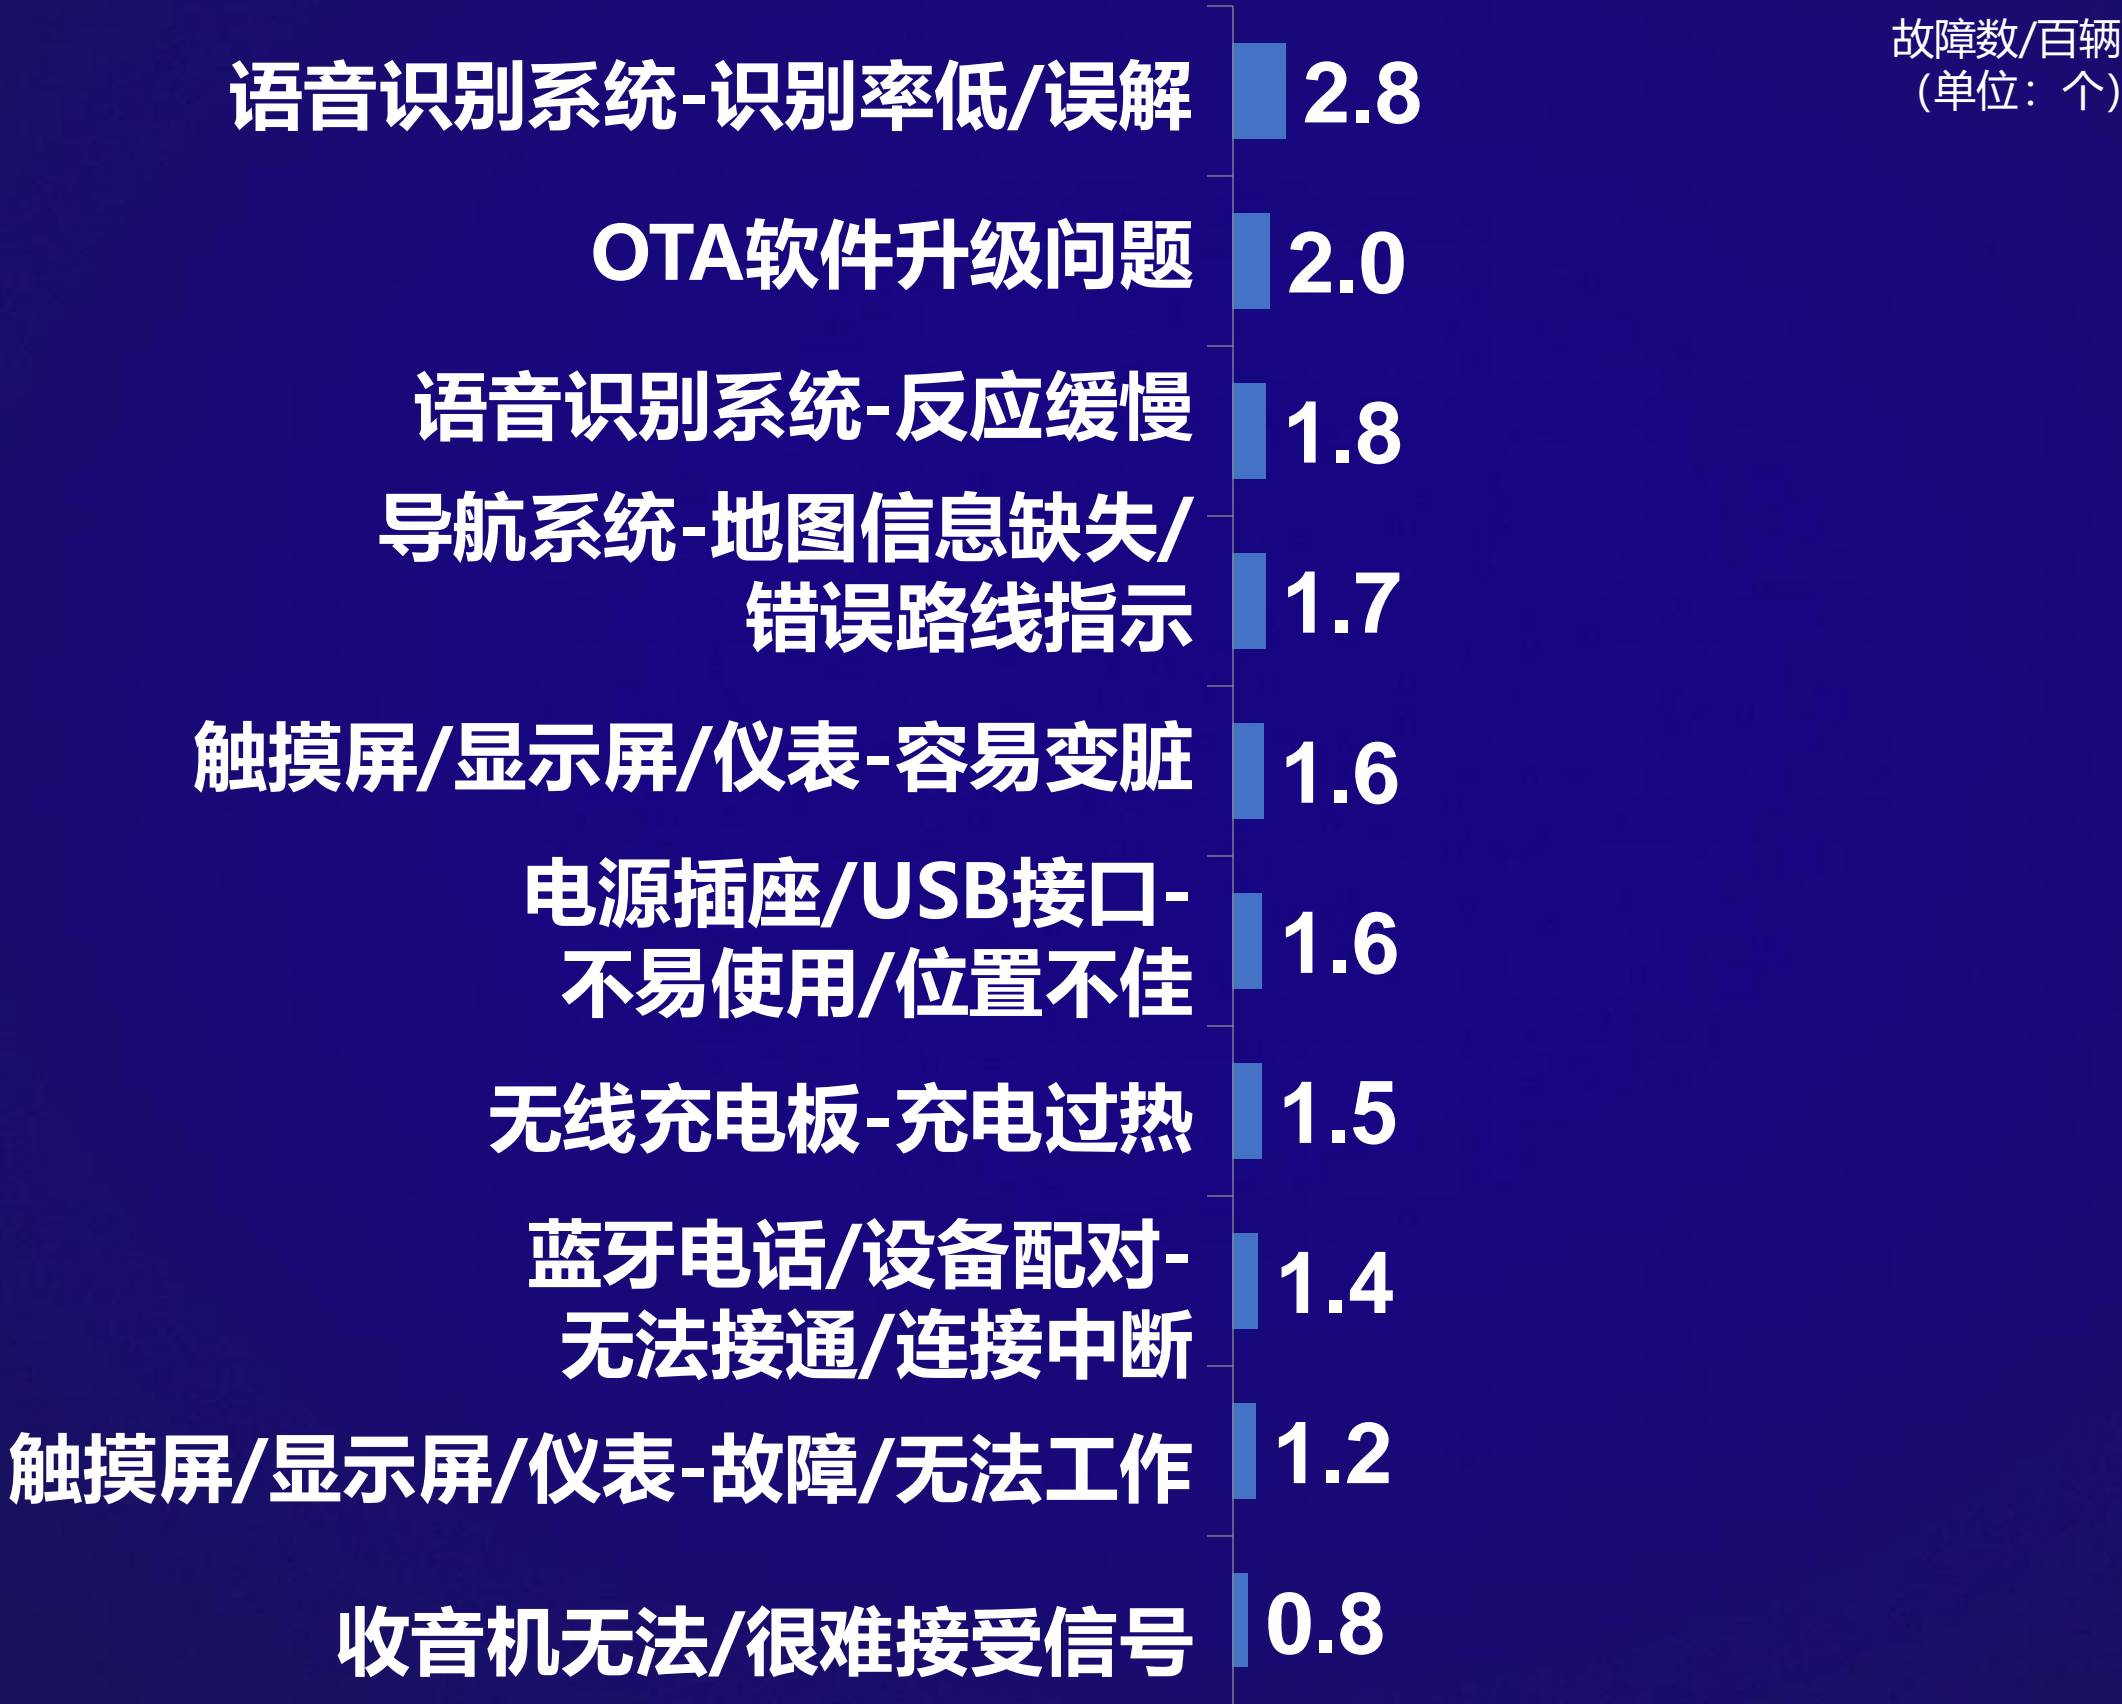 故障数/百辆
（单位：个）
语音识别系统-识别率低/误解 2.8
OTA软件升级问题 2.0
语音识别系统-反应缓慢 1.8
导航系统-地图信息缺失/
错误路线指示 1.7
触摸屏/显示屏/仪表-容易变脏 1.6
电源插座/USB接口-
不易使用/位置不佳 1.6
无线充电板-充电过热 1.5
蓝牙电话/设备配对-
无法接通/连接中断 1.4
触摸屏/显示屏/仪表-故障/无法工作 1.2
收音机无法/很难接受信号 0.8